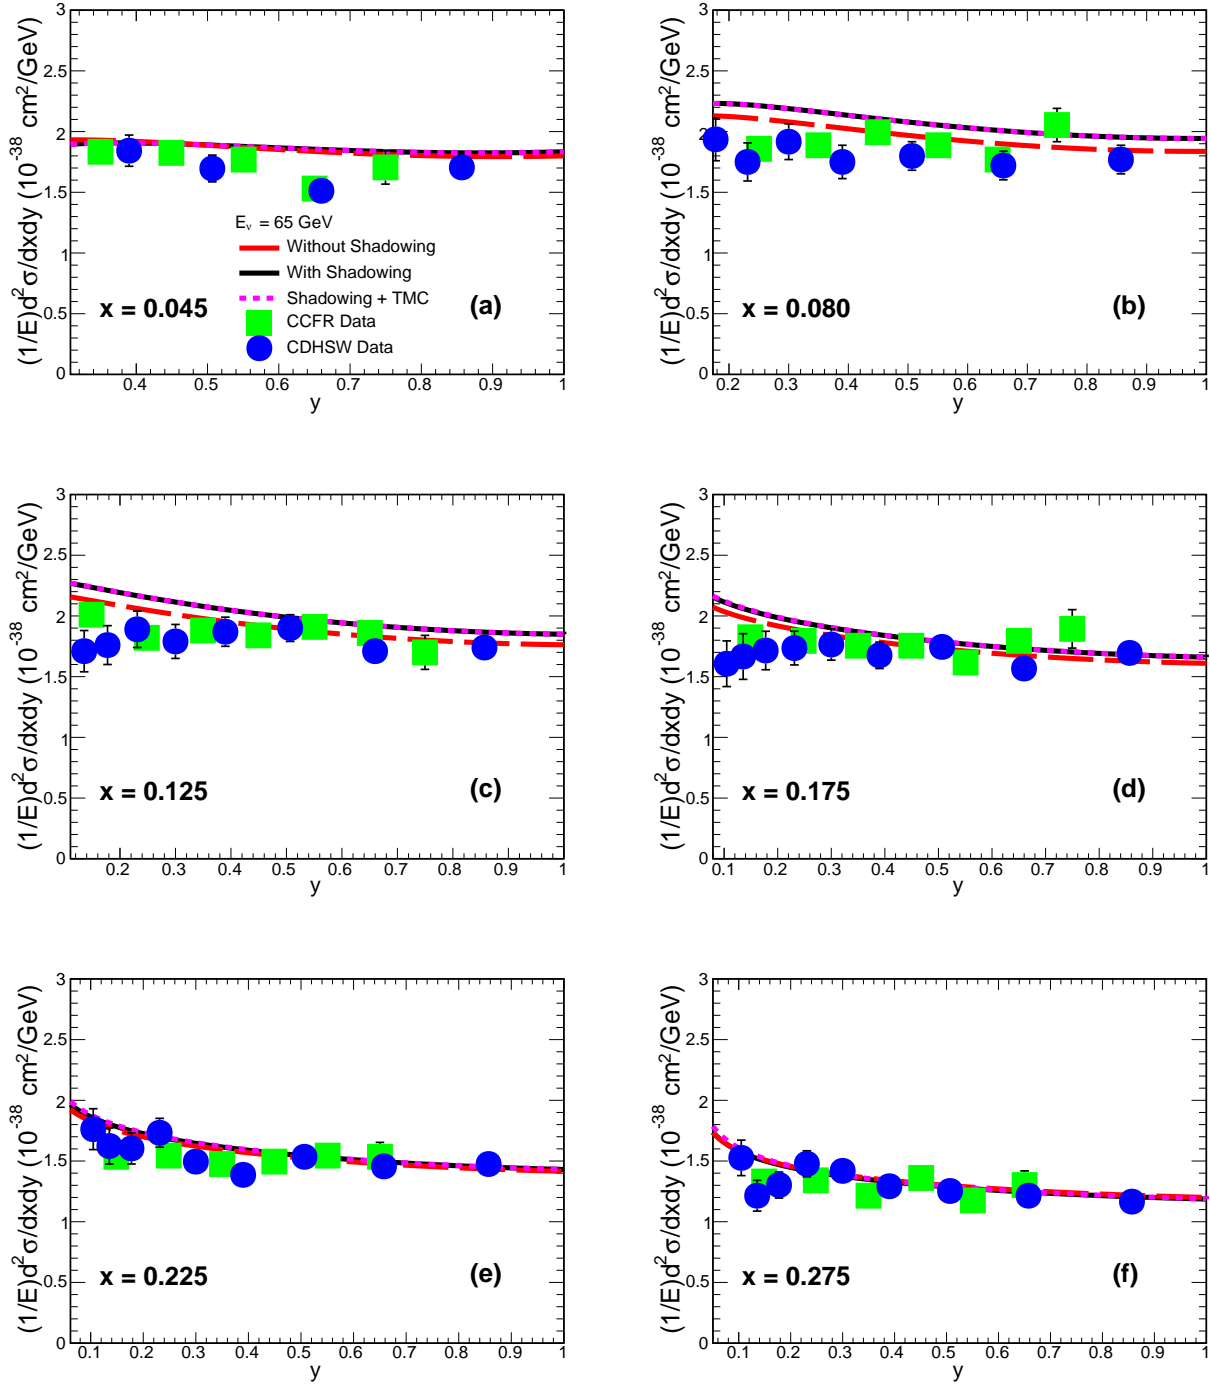 (1/E)d²σ/dxdy (10⁻³⁸ cm²/GeV)
3
2.5
2
1.5
1
0.5
0
E_ν = 65 GeV
Without Shadowing
With Shadowing
Shadowing + TMC
CCFR Data
CDHSW Data
x = 0.045
(a)
0.4 0.5 0.6 0.7 0.8 0.9 1
y
(1/E)d²σ/dxdy (10⁻³⁸ cm²/GeV)
3
2.5
2
1.5
1
0.5
0
x = 0.080
(b)
0.2 0.3 0.4 0.5 0.6 0.7 0.8 0.9 1
y
(1/E)d²σ/dxdy (10⁻³⁸ cm²/GeV)
3
2.5
2
1.5
1
0.5
0
x = 0.125
(c)
0.2 0.3 0.4 0.5 0.6 0.7 0.8 0.9 1
y
(1/E)d²σ/dxdy (10⁻³⁸ cm²/GeV)
3
2.5
2
1.5
1
0.5
0
x = 0.175
(d)
0.1 0.2 0.3 0.4 0.5 0.6 0.7 0.8 0.9 1
y
(1/E)d²σ/dxdy (10⁻³⁸ cm²/GeV)
3
2.5
2
1.5
1
0.5
0
x = 0.225
(e)
0.1 0.2 0.3 0.4 0.5 0.6 0.7 0.8 0.9 1
y
(1/E)d²σ/dxdy (10⁻³⁸ cm²/GeV)
3
2.5
2
1.5
1
0.5
0
x = 0.275
(f)
0.1 0.2 0.3 0.4 0.5 0.6 0.7 0.8 0.9 1
y